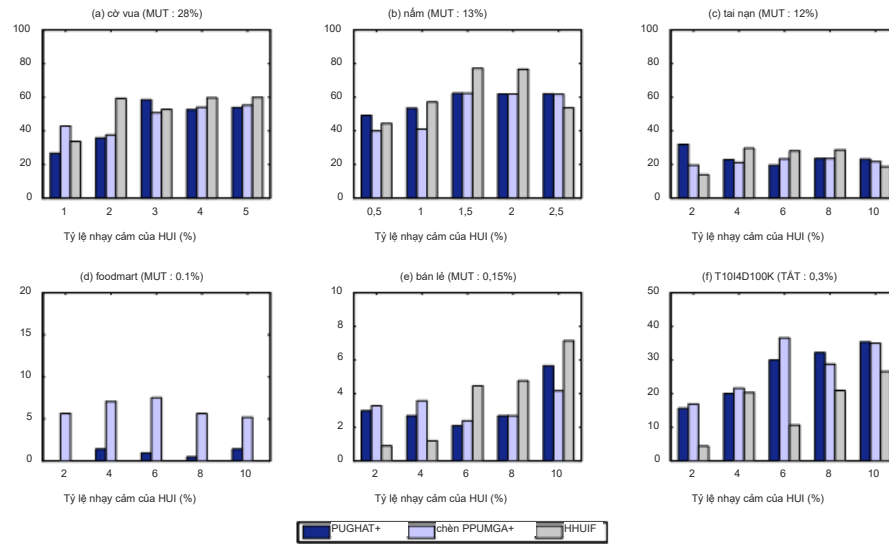 (a) cờ vua (MUT : 28%)
100
80
60
40
20
0
1 2 3 4 5
Tỷ lệ nhạy cảm của HUI (%)
(b) nấm (MUT : 13%)
100
80
60
40
20
0
0,5 1 1,5 2 2,5
Tỷ lệ nhạy cảm của HUI (%)
(c) tai nạn (MUT : 12%)
100
80
60
40
20
0
2 4 6 8 10
Tỷ lệ nhạy cảm của HUI (%)
(d) foodmart (MUT : 0.1%)
20
15
10
5
0
2 4 6 8 10
Tỷ lệ nhạy cảm của HUI (%)
(e) bán lẻ (MUT : 0,15%)
10
8
6
4
2
0
2 4 6 8 10
Tỷ lệ nhạy cảm của HUI (%)
(f) T10I4D100K (TẮT : 0,3%)
50
40
30
20
10
0
2 4 6 8 10
Tỷ lệ nhạy cảm của HUI (%)
PUGHAT+ chèn PPUMGA+ HHUIF